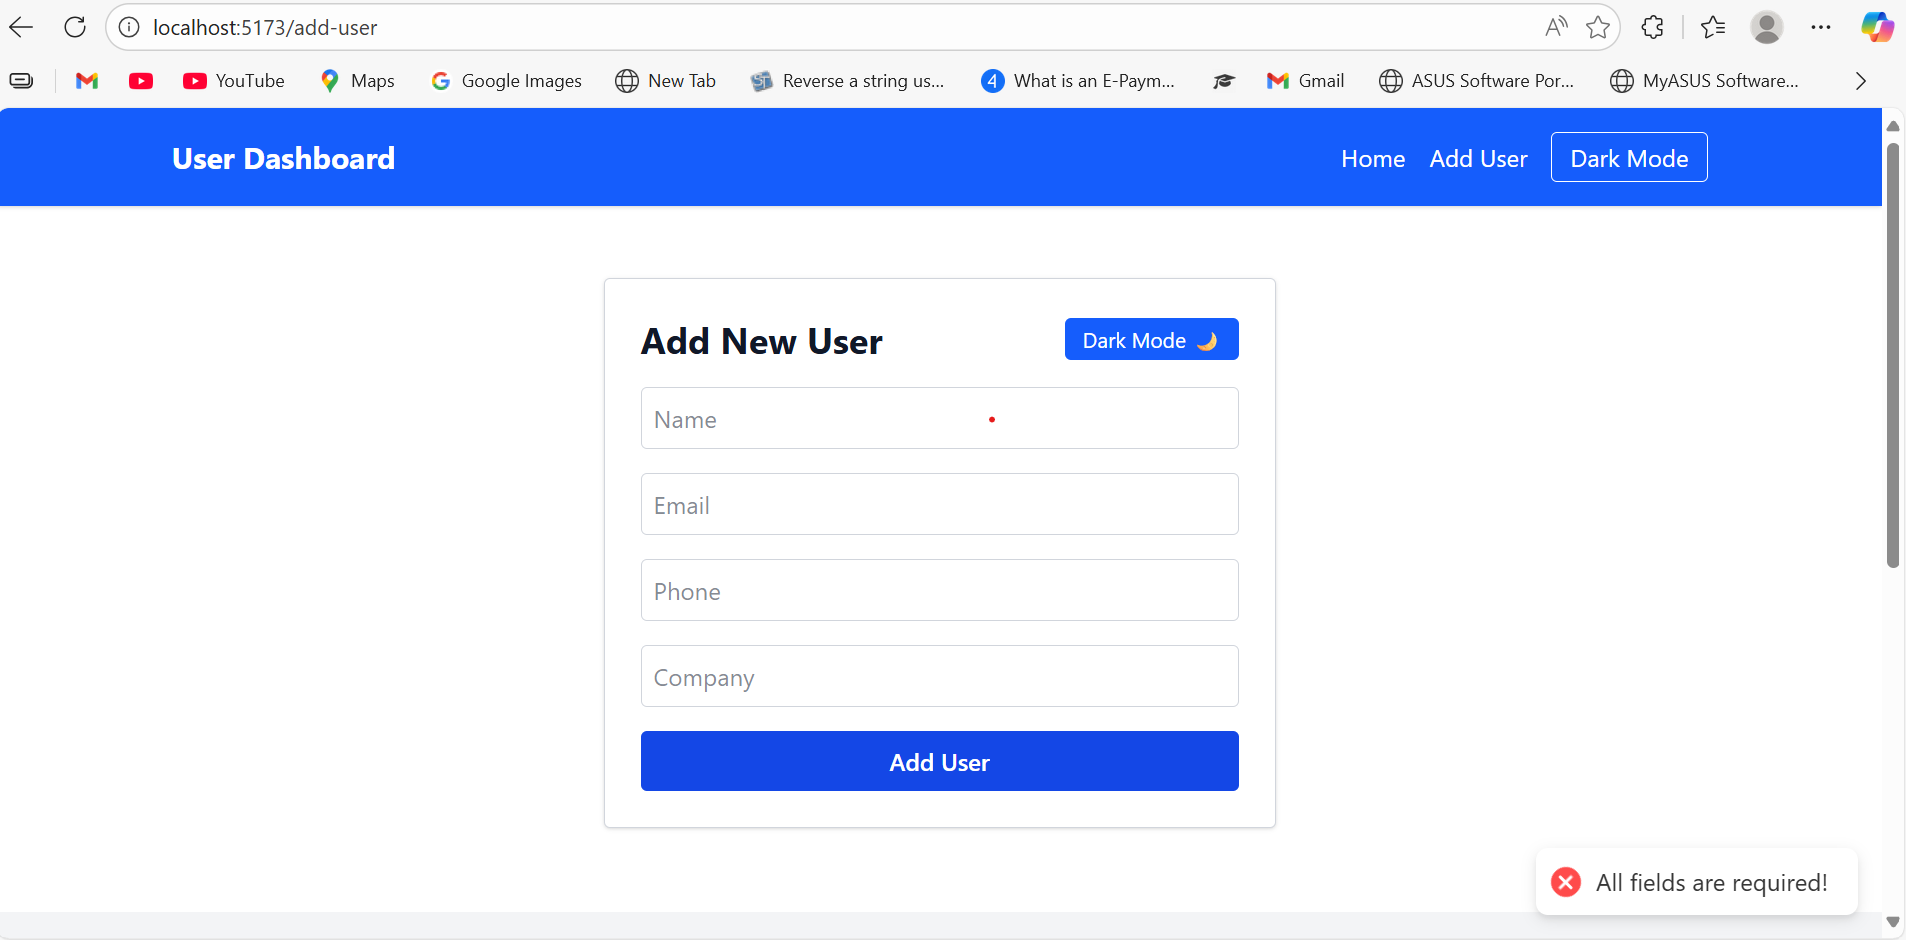 localhost:5173/add-user
YouTube Maps Google Images New Tab Reverse a string us... 4 What is an E-Paym... Gmail ASUS Software Por... MyASUS Software...
User Dashboard Home Add User Dark Mode
Add New User Dark Mode 🌙
Name
Email
Phone
Company
Add User
All fields are required!